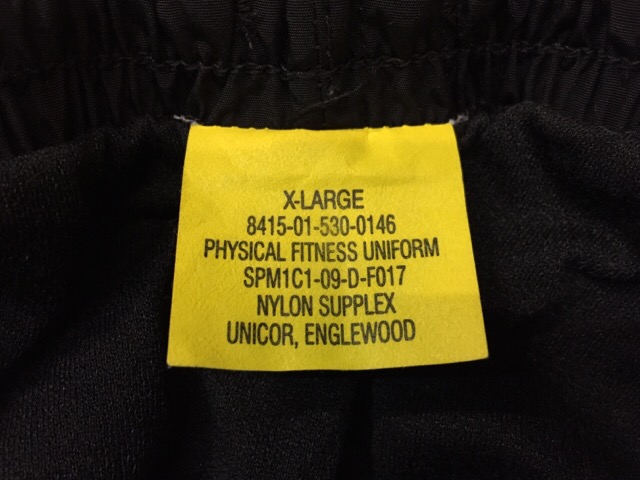 X-LARGE
8415-01-530-0146
PHYSICAL FITNESS UNIFORM
SPM1C1-09-D-F017
NYLON SUPPLEX
UNICOR, ENGLEWOOD